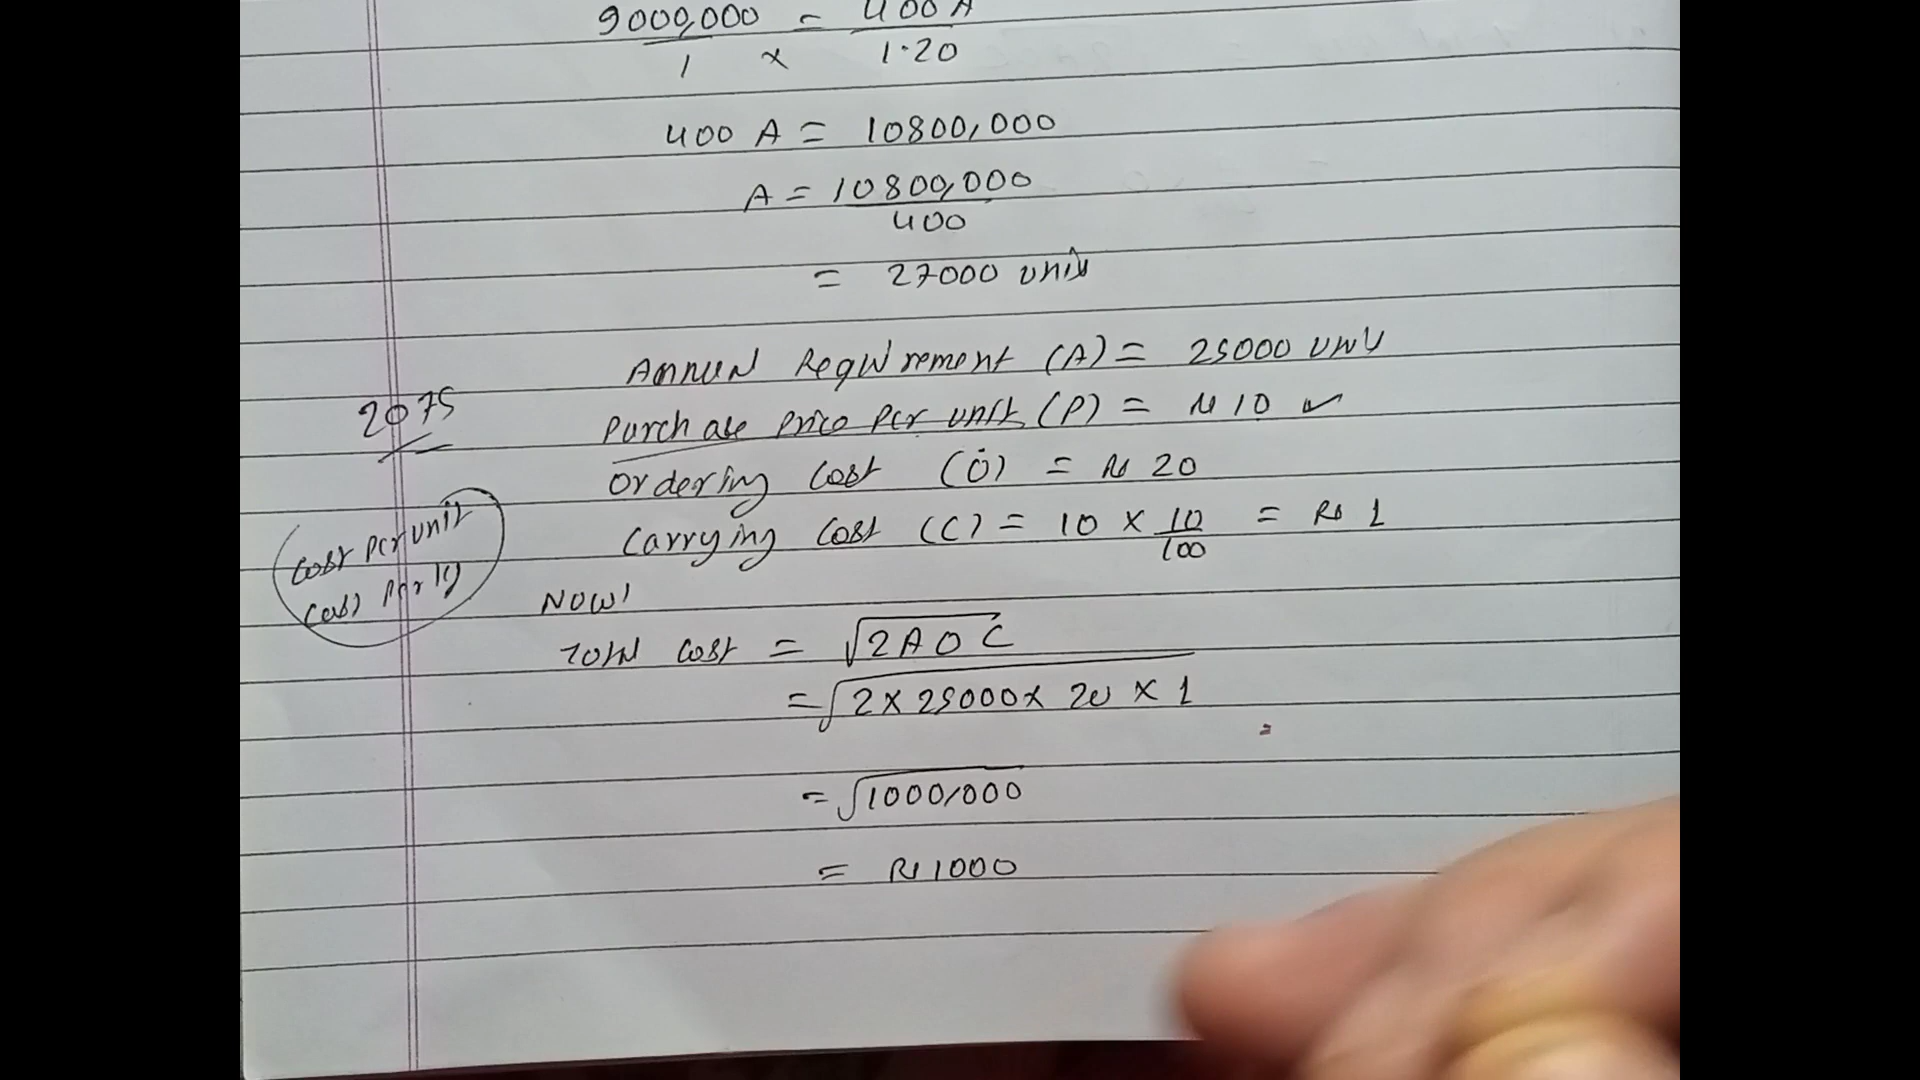 9000,000 = 400 A
1 x 1.20
400 A = 10800,000
A = 10800,000
400
= 27000 units
Annual Requirement (A) = 25000 unit
2075
Purchase price per unit (P) = Rs 10 ✓
Ordering Cost (O) = Rs 20
Carrying Cost (C) = 10 x 10/100 = Rs 1
cost per unit
cost per
Now,
Total Cost = √2AOC
= √2 x 25000 x 20 x 1
=
= √1000,000
= Rs 1000